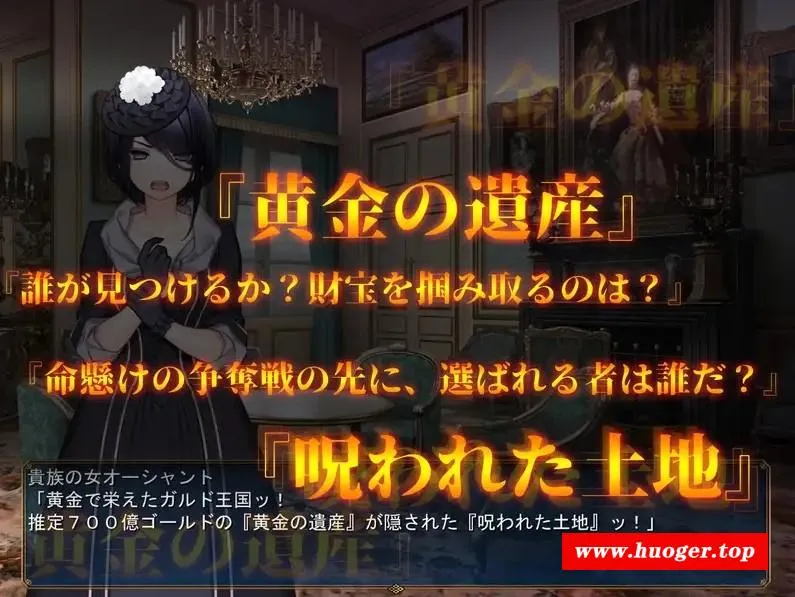 『黄金の遺産』
『黄金の遺産』
『誰が見つけるか？財宝を掴み取るのは？』
『命懸けの争奪戦の先に、選ばれる者は誰だ？』
『呪われた土地』
貴族の女オーシャント
「黄金で栄えたガルド王国ッ！
推定７００億ゴールドの『黄金の遺産』が隠された『呪われた土地』ッ！」
黄金の遺産』
www.huoger.top